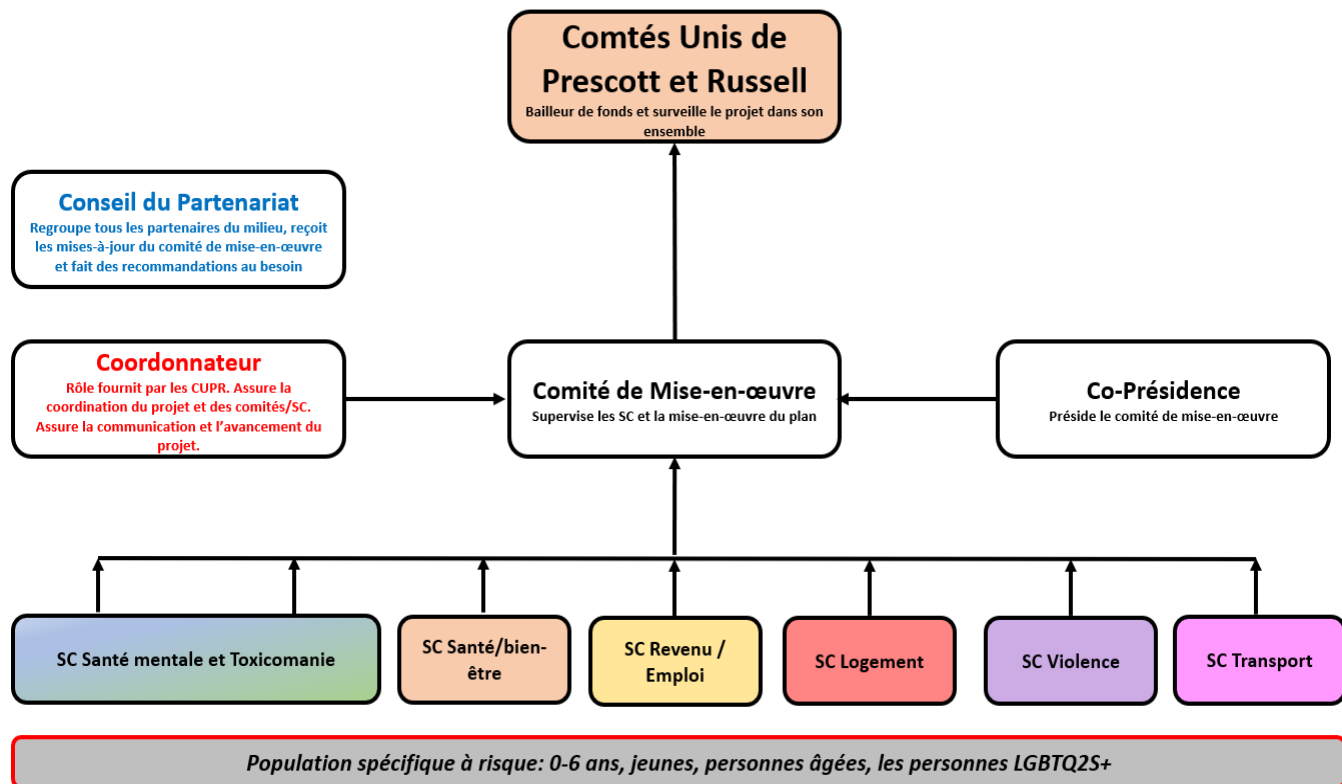 Comtés Unis de
Prescott et Russell
Bailleur de fonds et surveille le projet dans son
ensemble
Conseil du Partenariat
Regroupe tous les partenaires du milieu, reçoit
les mises-à-jour du comité de mise-en-œuvre
et fait des recommandations au besoin
Coordonnateur
Rôle fournit par les CUPR. Assure la
coordination du projet et des comités/SC.
Assure la communication et l'avancement du
projet.
Comité de Mise-en-œuvre
Supervise les SC et la mise-en-œuvre du plan
Co-Présidence
Préside le comité de mise-en-œuvre
SC Santé mentale et Toxicomanie
SC Santé/bien-
être
SC Revenu /
Emploi
SC Logement
SC Violence
SC Transport
Population spécifique à risque: 0-6 ans, jeunes, personnes âgées, les personnes LGBTQ2S+